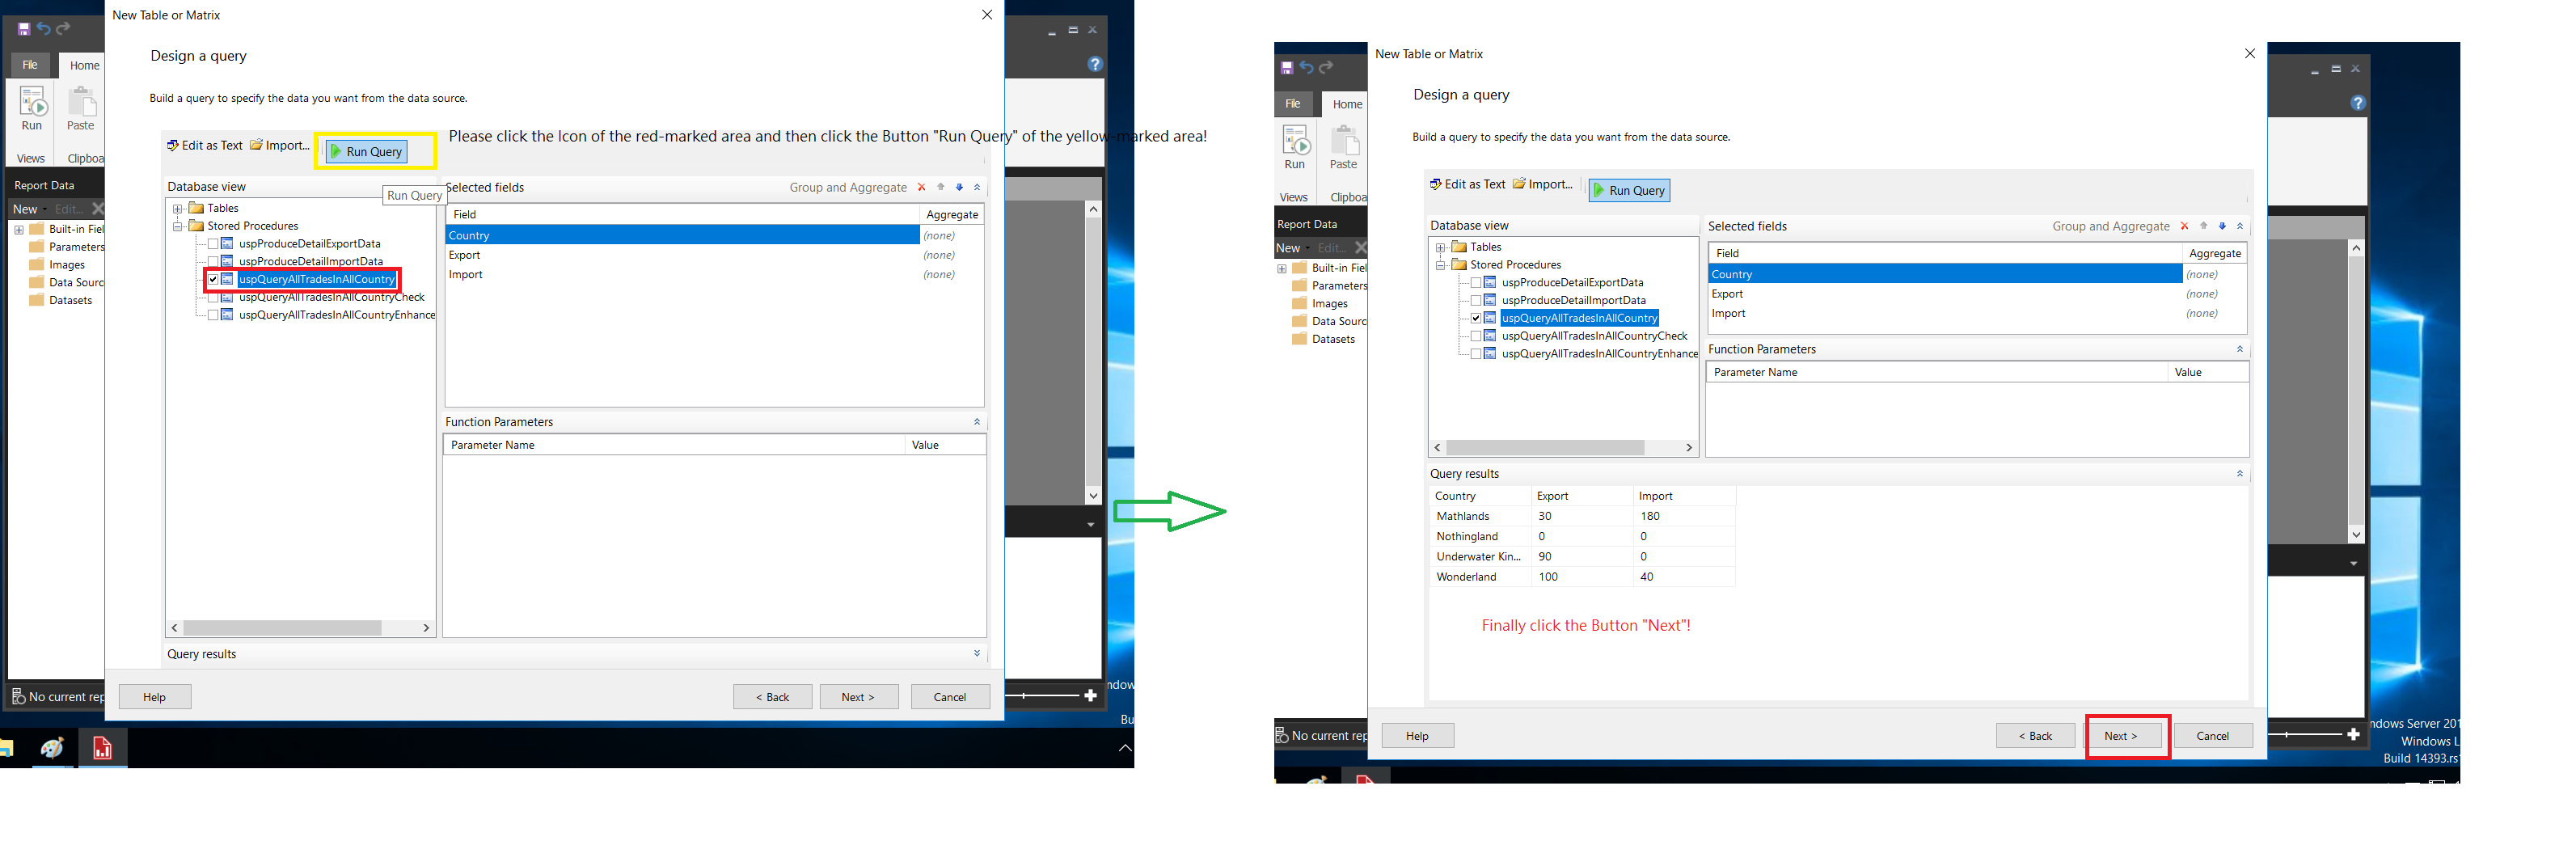 New Table or Matrix
Design a query
Build a query to specify the data you want from the data source.
File
Home
Run
Paste
Views
Clipboa
Report Data
New
Edit...
Built-in Fiel
Parameters
Images
Data Sourc
Datasets
No current rep
Edit as Text
Import...
Run Query
Please click the Icon of the red-marked area and then click the Button "Run Query" of the yellow-marked area!
Database view
Run Query
Selected fields
Group and Aggregate
Tables
Stored Procedures
uspProduceDetailExportData
uspProduceDetailImportData
uspQueryAllTradesInAllCountry
uspQueryAllTradesInAllCountryCheck
uspQueryAllTradesInAllCountryEnhance
Field Aggregate
Country (none)
Export (none)
Import (none)
Function Parameters
Parameter Name Value
Query results
Help
< Back
Next >
Cancel
ndow
Bu
New Table or Matrix
Design a query
Build a query to specify the data you want from the data source.
File
Home
Run
Paste
Views
Clipboa
Report Data
New
Edit...
Built-in Fiel
Parameters
Images
Data Sourc
Datasets
No current rep
Edit as Text
Import...
Run Query
Database view
Selected fields
Group and Aggregate
Tables
Stored Procedures
uspProduceDetailExportData
uspProduceDetailImportData
uspQueryAllTradesInAllCountry
uspQueryAllTradesInAllCountryCheck
uspQueryAllTradesInAllCountryEnhance
Field Aggregate
Country (none)
Export (none)
Import (none)
Function Parameters
Parameter Name Value
Query results
Country Export Import
Mathlands 30 180
Nothingland 0 0
Underwater Kin... 90 0
Wonderland 100 40
Finally click the Button "Next"!
Help
< Back
Next >
Cancel
ndows Server 201
Windows L
Build 14393.rs1